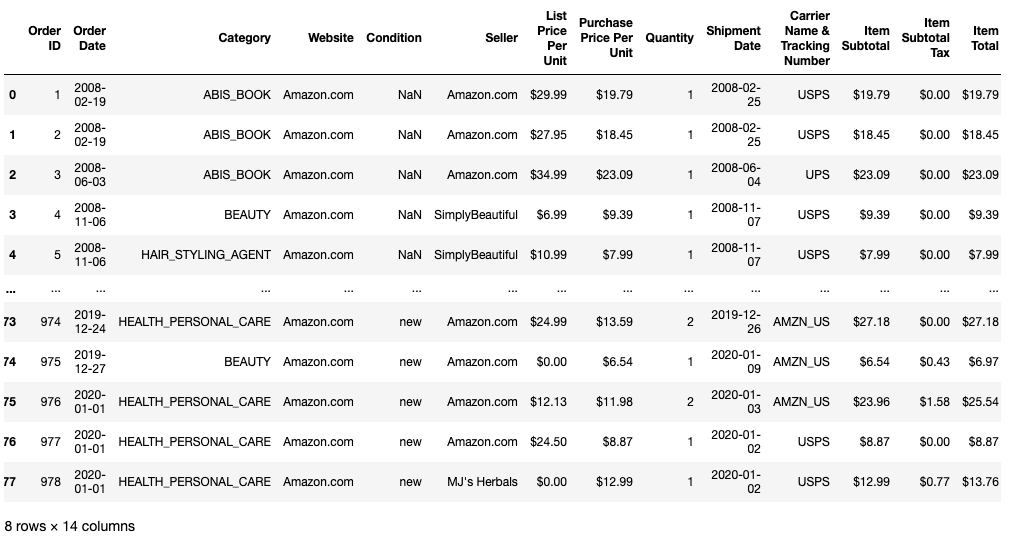 Order ID Order Date Category Website Condition Seller List Price Per Unit Purchase Price Per Unit Quantity Shipment Date Carrier Name & Tracking Number Item Subtotal Item Subtotal Tax Item Total
0 1 2008-02-19 ABIS_BOOK Amazon.com NaN Amazon.com $29.99 $19.79 1 2008-02-25 USPS $19.79 $0.00 $19.79
1 2 2008-02-19 ABIS_BOOK Amazon.com NaN Amazon.com $27.95 $18.45 1 2008-02-25 USPS $18.45 $0.00 $18.45
2 3 2008-06-03 ABIS_BOOK Amazon.com NaN Amazon.com $34.99 $23.09 1 2008-06-04 UPS $23.09 $0.00 $23.09
3 4 2008-11-06 BEAUTY Amazon.com NaN SimplyBeautiful $6.99 $9.39 1 2008-11-07 USPS $9.39 $0.00 $9.39
4 5 2008-11-06 HAIR_STYLING_AGENT Amazon.com NaN SimplyBeautiful $10.99 $7.99 1 2008-11-07 USPS $7.99 $0.00 $7.99
... ... ... ... ... ... ... ... ... ... ... ... ... ... ...
73 974 2019-12-24 HEALTH_PERSONAL_CARE Amazon.com new Amazon.com $24.99 $13.59 2 2019-12-26 AMZN_US $27.18 $0.00 $27.18
74 975 2019-12-27 BEAUTY Amazon.com new Amazon.com $0.00 $6.54 1 2020-01-09 AMZN_US $6.54 $0.43 $6.97
75 976 2020-01-01 HEALTH_PERSONAL_CARE Amazon.com new Amazon.com $12.13 $11.98 2 2020-01-03 AMZN_US $23.96 $1.58 $25.54
76 977 2020-01-01 HEALTH_PERSONAL_CARE Amazon.com new Amazon.com $24.50 $8.87 1 2020-01-02 USPS $8.87 $0.00 $8.87
77 978 2020-01-01 HEALTH_PERSONAL_CARE Amazon.com new MJ's Herbals $0.00 $12.99 1 2020-01-02 USPS $12.99 $0.77 $13.76
8 rows × 14 columns